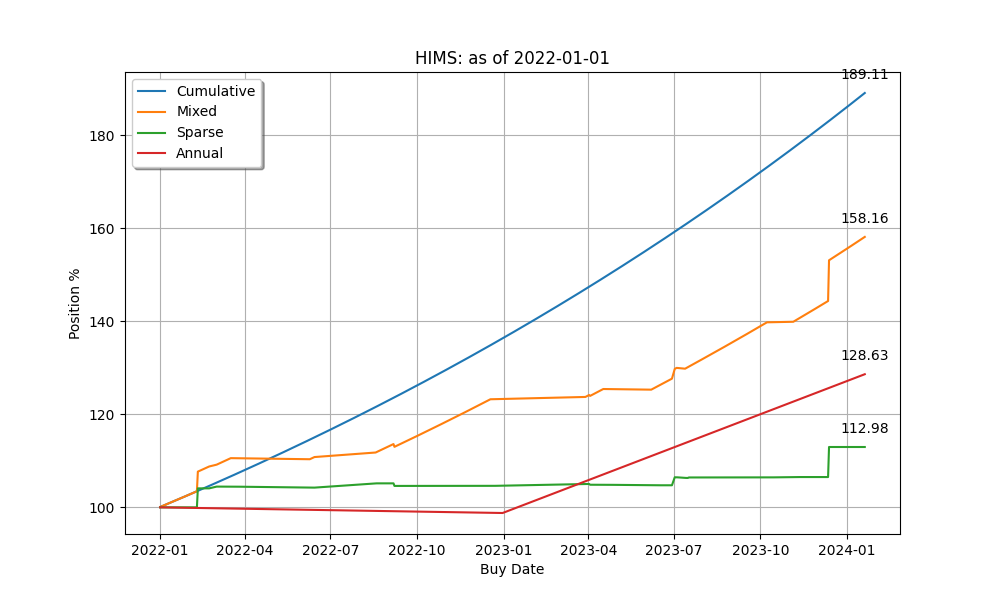 HIMS: as of 2022-01-01
189.11
Cumulative
Mixed
Sparse
Annual
180
160
140
120
100
158.16
128.63
112.98
Position %
2022-01 2022-04 2022-07 2022-10 2023-01 2023-04 2023-07 2023-10 2024-01
Buy Date